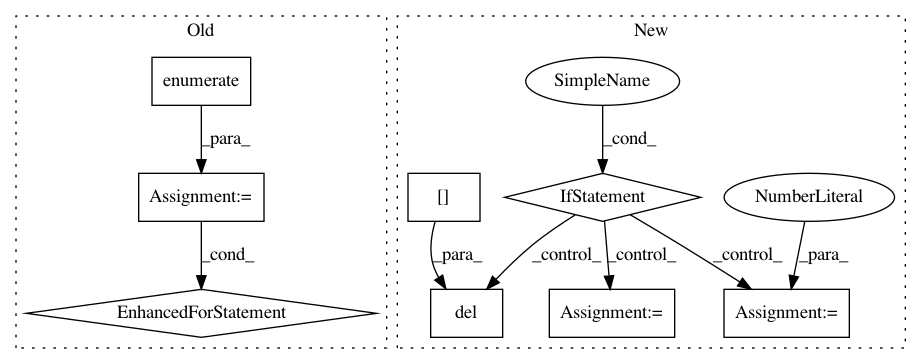 Old
New
enumerate
SimpleName
_para_
_cond_
Assignment:=
[]
IfStatement
NumberLiteral
_cond_
_para_
_control_
_control_
_control_
_para_
EnhancedForStatement
del
Assignment:=
Assignment:=